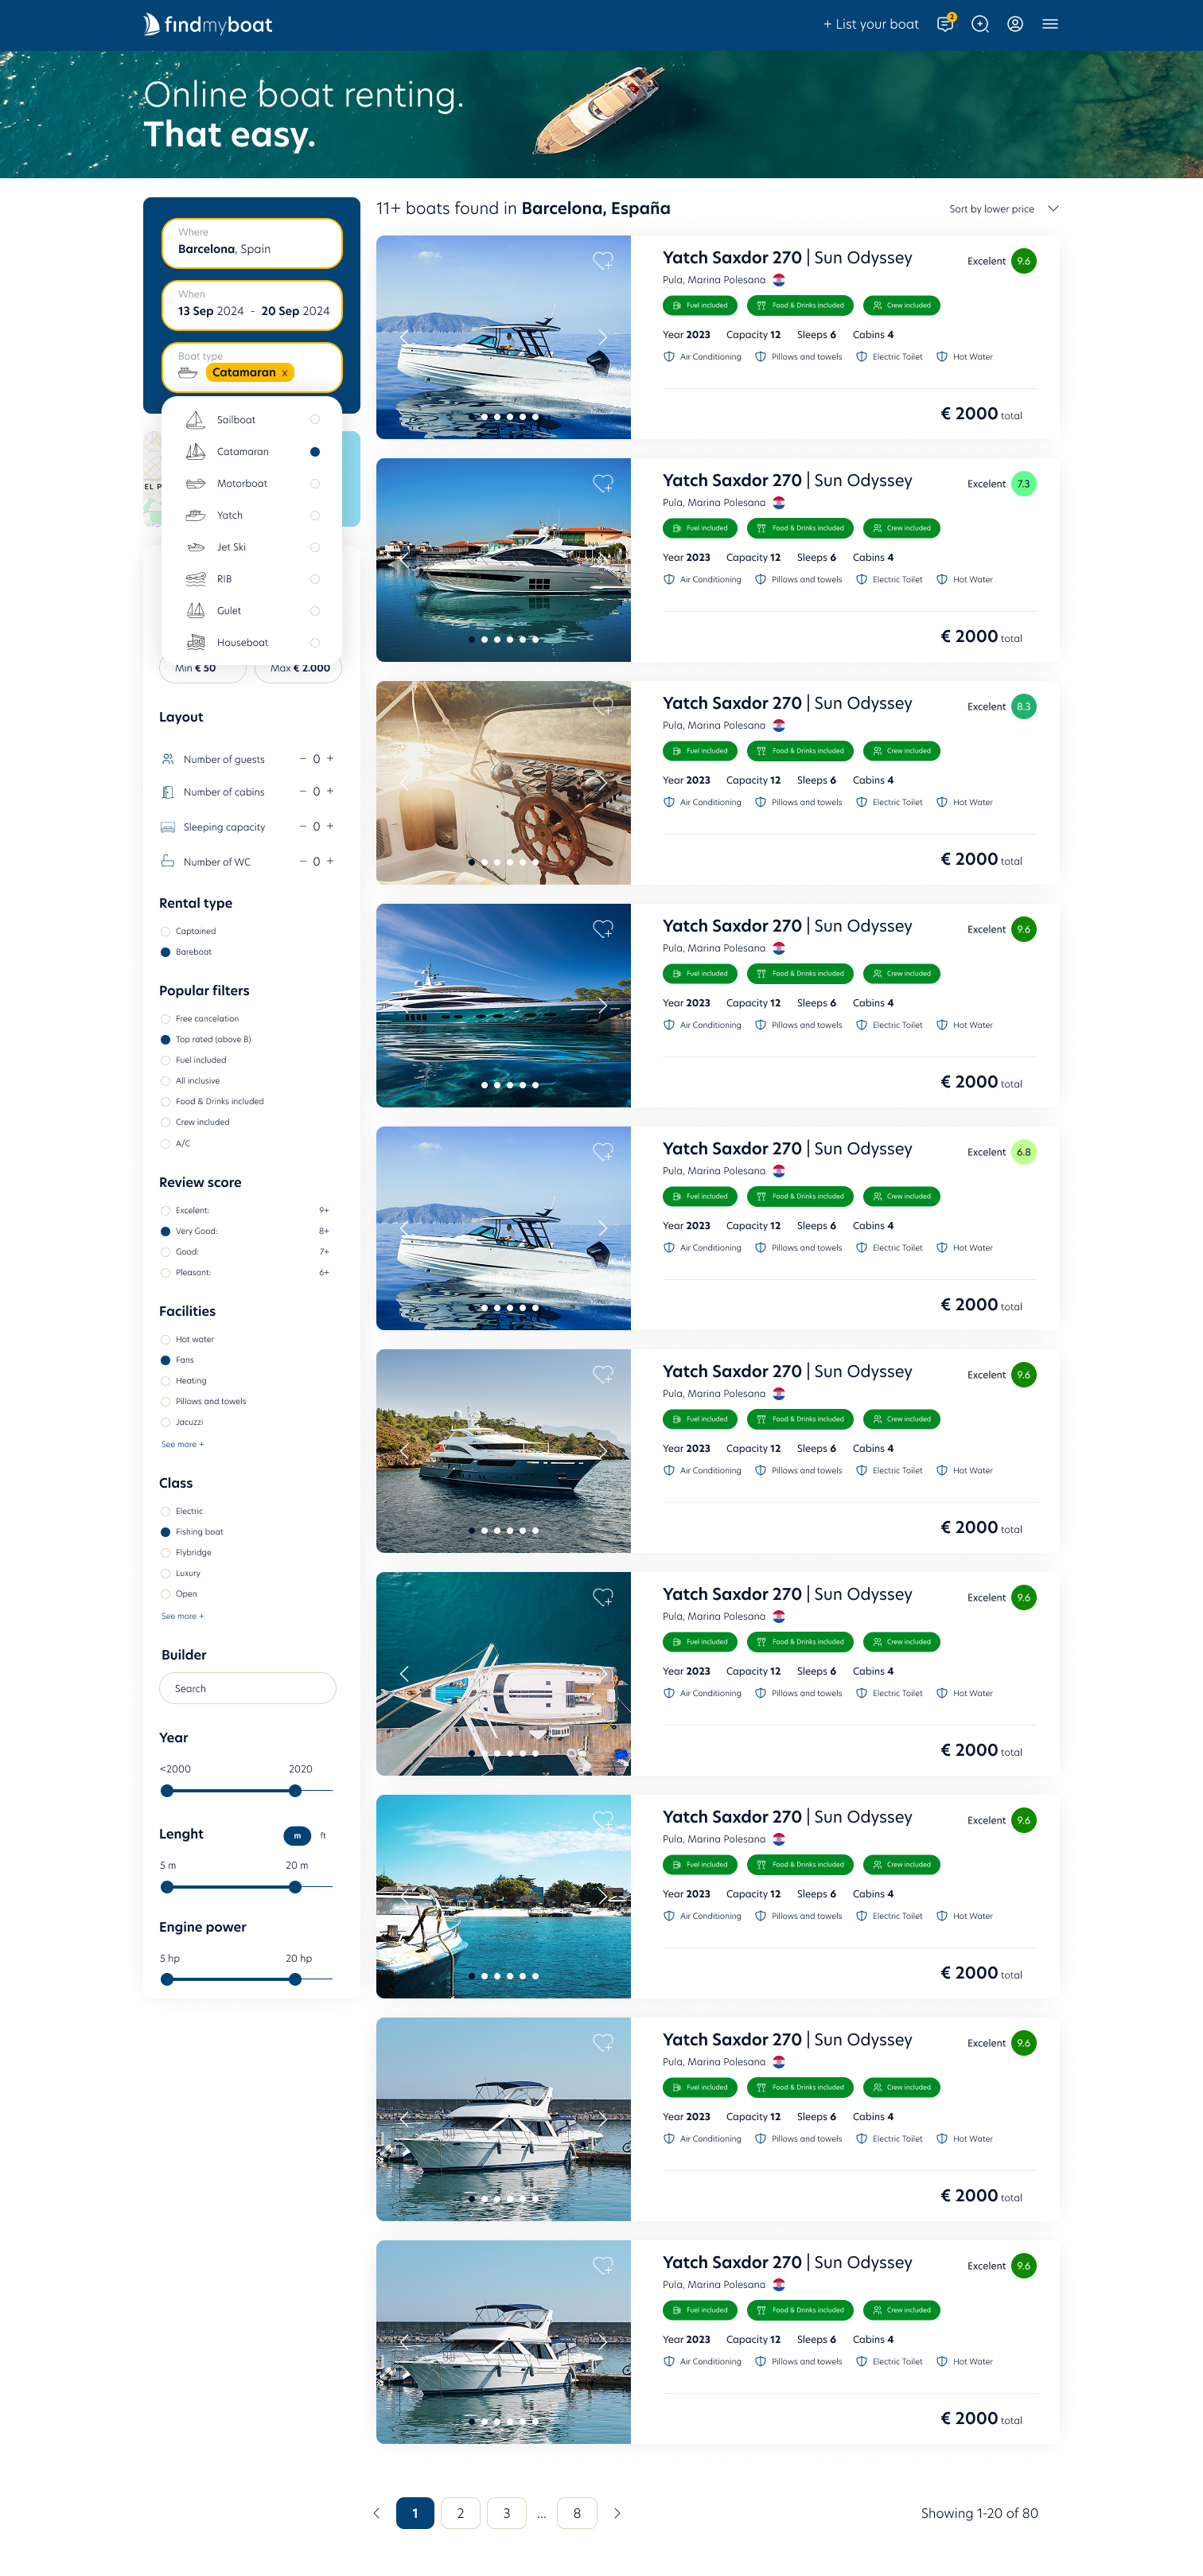 findmyboat
+ List your boat
2
Online boat renting.
That easy.
Where
Barcelona, Spain
When
13 Sep 2024 - 20 Sep 2024
Boat type
Catamaran x
Sailboat
Catamaran
Motorboat
Yatch
Jet Ski
RIB
Gulet
Houseboat
EL P
Min € 50
Max € 2.000
Layout
Number of guests − 0 +
Number of cabins − 0 +
Sleeping capacity − 0 +
Number of WC − 0 +
Rental type
Captained
Bareboat
Popular filters
Free cancelation
Top rated (above 8)
Fuel included
All inclusive
Food & Drinks included
Crew included
A/C
Review score
Excelent: 9+
Very Good: 8+
Good: 7+
Pleasant: 6+
Facilities
Hot water
Fans
Heating
Pillows and towels
Jacuzzi
See more +
Class
Electric
Fishing boat
Flybridge
Luxury
Open
See more +
Builder
Search
Year
<2000 2020
Lenght m ft
5 m 20 m
Engine power
5 hp 20 hp
11+ boats found in Barcelona, España
Sort by lower price
Yatch Saxdor 270 | Sun Odyssey
Excelent 9.6
Pula, Marina Polesana
Fuel included Food & Drinks included Crew included
Year 2023 Capacity 12 Sleeps 6 Cabins 4
Air Conditioning Pillows and towels Electric Toilet Hot Water
€ 2000 total
Yatch Saxdor 270 | Sun Odyssey
Excelent 7.3
Pula, Marina Polesana
Fuel included Food & Drinks included Crew included
Year 2023 Capacity 12 Sleeps 6 Cabins 4
Air Conditioning Pillows and towels Electric Toilet Hot Water
€ 2000 total
Yatch Saxdor 270 | Sun Odyssey
Excelent 8.3
Pula, Marina Polesana
Fuel included Food & Drinks included Crew included
Year 2023 Capacity 12 Sleeps 6 Cabins 4
Air Conditioning Pillows and towels Electric Toilet Hot Water
€ 2000 total
Yatch Saxdor 270 | Sun Odyssey
Excelent 9.6
Pula, Marina Polesana
Fuel included Food & Drinks included Crew included
Year 2023 Capacity 12 Sleeps 6 Cabins 4
Air Conditioning Pillows and towels Electric Toilet Hot Water
€ 2000 total
Yatch Saxdor 270 | Sun Odyssey
Excelent 6.8
Pula, Marina Polesana
Fuel included Food & Drinks included Crew included
Year 2023 Capacity 12 Sleeps 6 Cabins 4
Air Conditioning Pillows and towels Electric Toilet Hot Water
€ 2000 total
Yatch Saxdor 270 | Sun Odyssey
Excelent 9.6
Pula, Marina Polesana
Fuel included Food & Drinks included Crew included
Year 2023 Capacity 12 Sleeps 6 Cabins 4
Air Conditioning Pillows and towels Electric Toilet Hot Water
€ 2000 total
Yatch Saxdor 270 | Sun Odyssey
Excelent 9.6
Pula, Marina Polesana
Fuel included Food & Drinks included Crew included
Year 2023 Capacity 12 Sleeps 6 Cabins 4
Air Conditioning Pillows and towels Electric Toilet Hot Water
€ 2000 total
Yatch Saxdor 270 | Sun Odyssey
Excelent 9.6
Pula, Marina Polesana
Fuel included Food & Drinks included Crew included
Year 2023 Capacity 12 Sleeps 6 Cabins 4
Air Conditioning Pillows and towels Electric Toilet Hot Water
€ 2000 total
Yatch Saxdor 270 | Sun Odyssey
Excelent 9.6
Pula, Marina Polesana
Fuel included Food & Drinks included Crew included
Year 2023 Capacity 12 Sleeps 6 Cabins 4
Air Conditioning Pillows and towels Electric Toilet Hot Water
€ 2000 total
Yatch Saxdor 270 | Sun Odyssey
Excelent 9.6
Pula, Marina Polesana
Fuel included Food & Drinks included Crew included
Year 2023 Capacity 12 Sleeps 6 Cabins 4
Air Conditioning Pillows and towels Electric Toilet Hot Water
€ 2000 total
1 2 3 ... 8
Showing 1-20 of 80